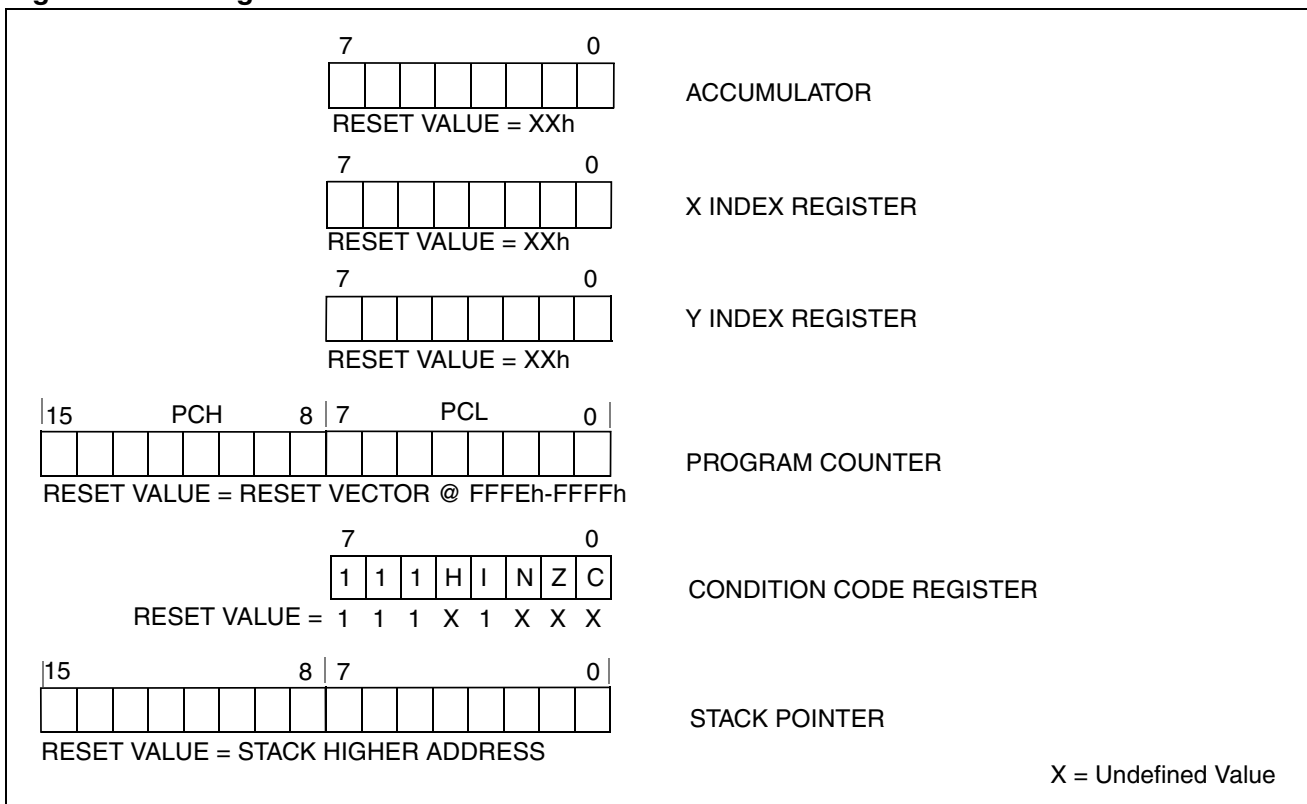 7 0
ACCUMULATOR
RESET VALUE = XXh
7 0
X INDEX REGISTER
RESET VALUE = XXh
7 0
Y INDEX REGISTER
RESET VALUE = XXh
15 PCH 8 7 PCL 0
PROGRAM COUNTER
RESET VALUE = RESET VECTOR @ FFFEh-FFFFh
7 0
1 1 1 H I N Z C
CONDITION CODE REGISTER
RESET VALUE = 1 1 1 X 1 X X X
15 8 7 0
STACK POINTER
RESET VALUE = STACK HIGHER ADDRESS
X = Undefined Value